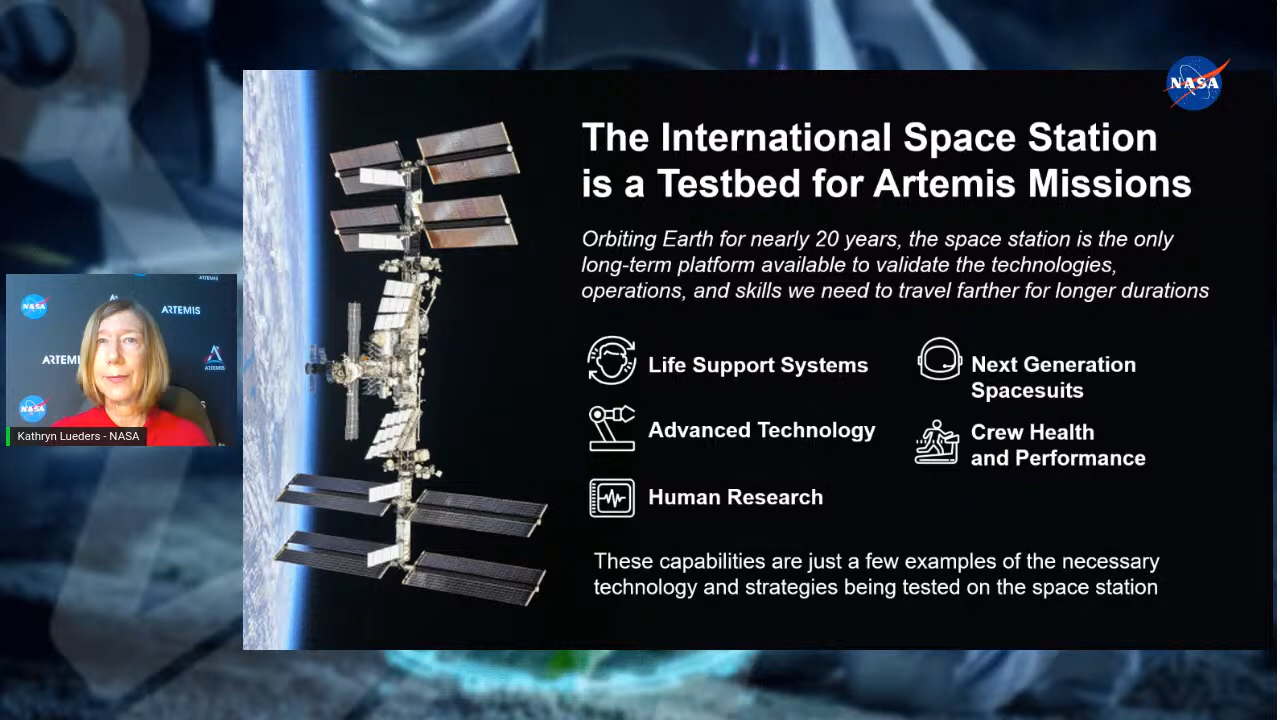 NASA
The International Space Station
is a Testbed for Artemis Missions
Orbiting Earth for nearly 20 years, the space station is the only
long-term platform available to validate the technologies,
operations, and skills we need to travel farther for longer durations
Life Support Systems
Next Generation
Spacesuits
Advanced Technology
Crew Health
and Performance
Human Research
These capabilities are just a few examples of the necessary
technology and strategies being tested on the space station
ARTEMIS
NASA
ARTEMIS
ARTEMI
ARTEMIS
NASA
Kathryn Lueders - NASA